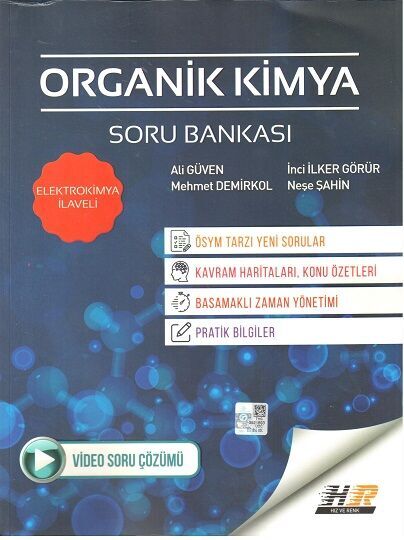 ORGANİK KİMYA
SORU BANKASI
Ali GÜVEN
İnci İLKER GÖRÜR
Mehmet DEMİRKOL
Neşe ŞAHİN
ELEKTROKİMYA
İLAVELİ
ÖSYM TARZI YENİ SORULAR
KAVRAM HARİTALARI, KONU ÖZETLERİ
BASAMAKLI ZAMAN YÖNETİMİ
PRATİK BİLGİLER
VİDEO SORU ÇÖZÜMÜ
HR
HIZ VE RENK